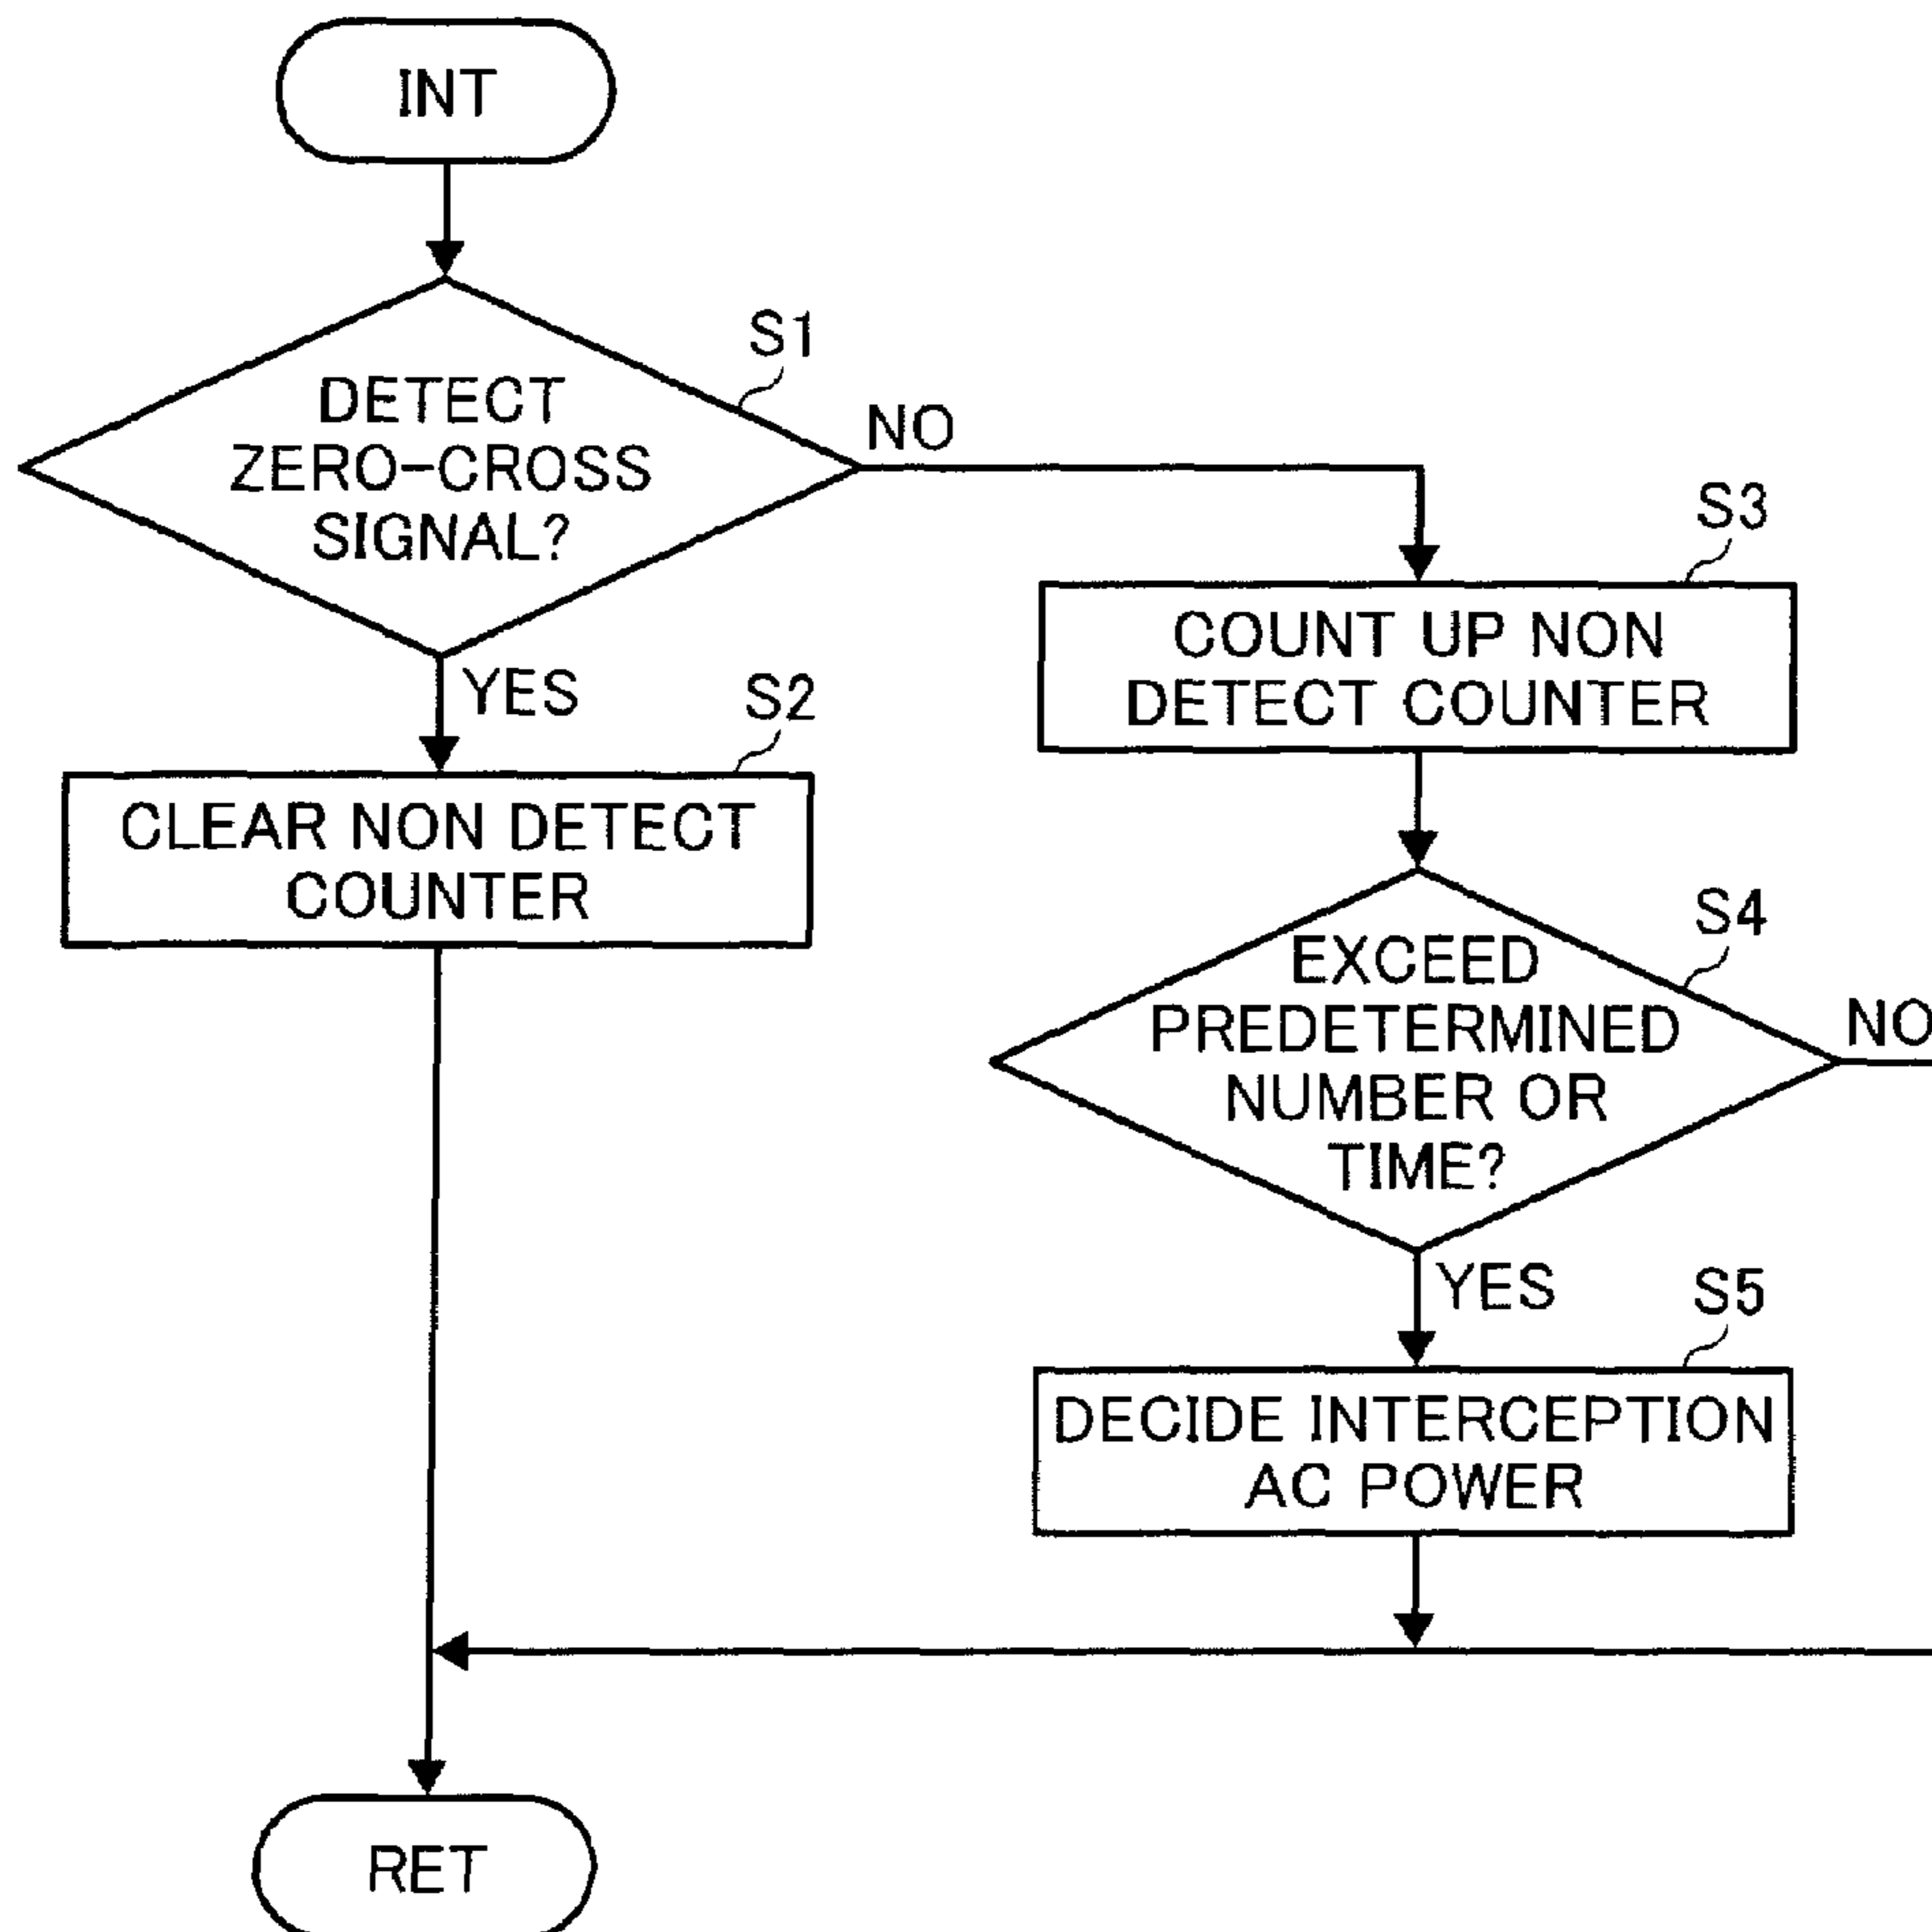 INT
S1
DETECT
ZERO-CROSS
SIGNAL?
NO
YES
S2
CLEAR NON DETECT
COUNTER
S3
COUNT UP NON
DETECT COUNTER
S4
EXCEED
PREDETERMINED
NUMBER OR
TIME?
NO
YES
S5
DECIDE INTERCEPTION
AC POWER
RET